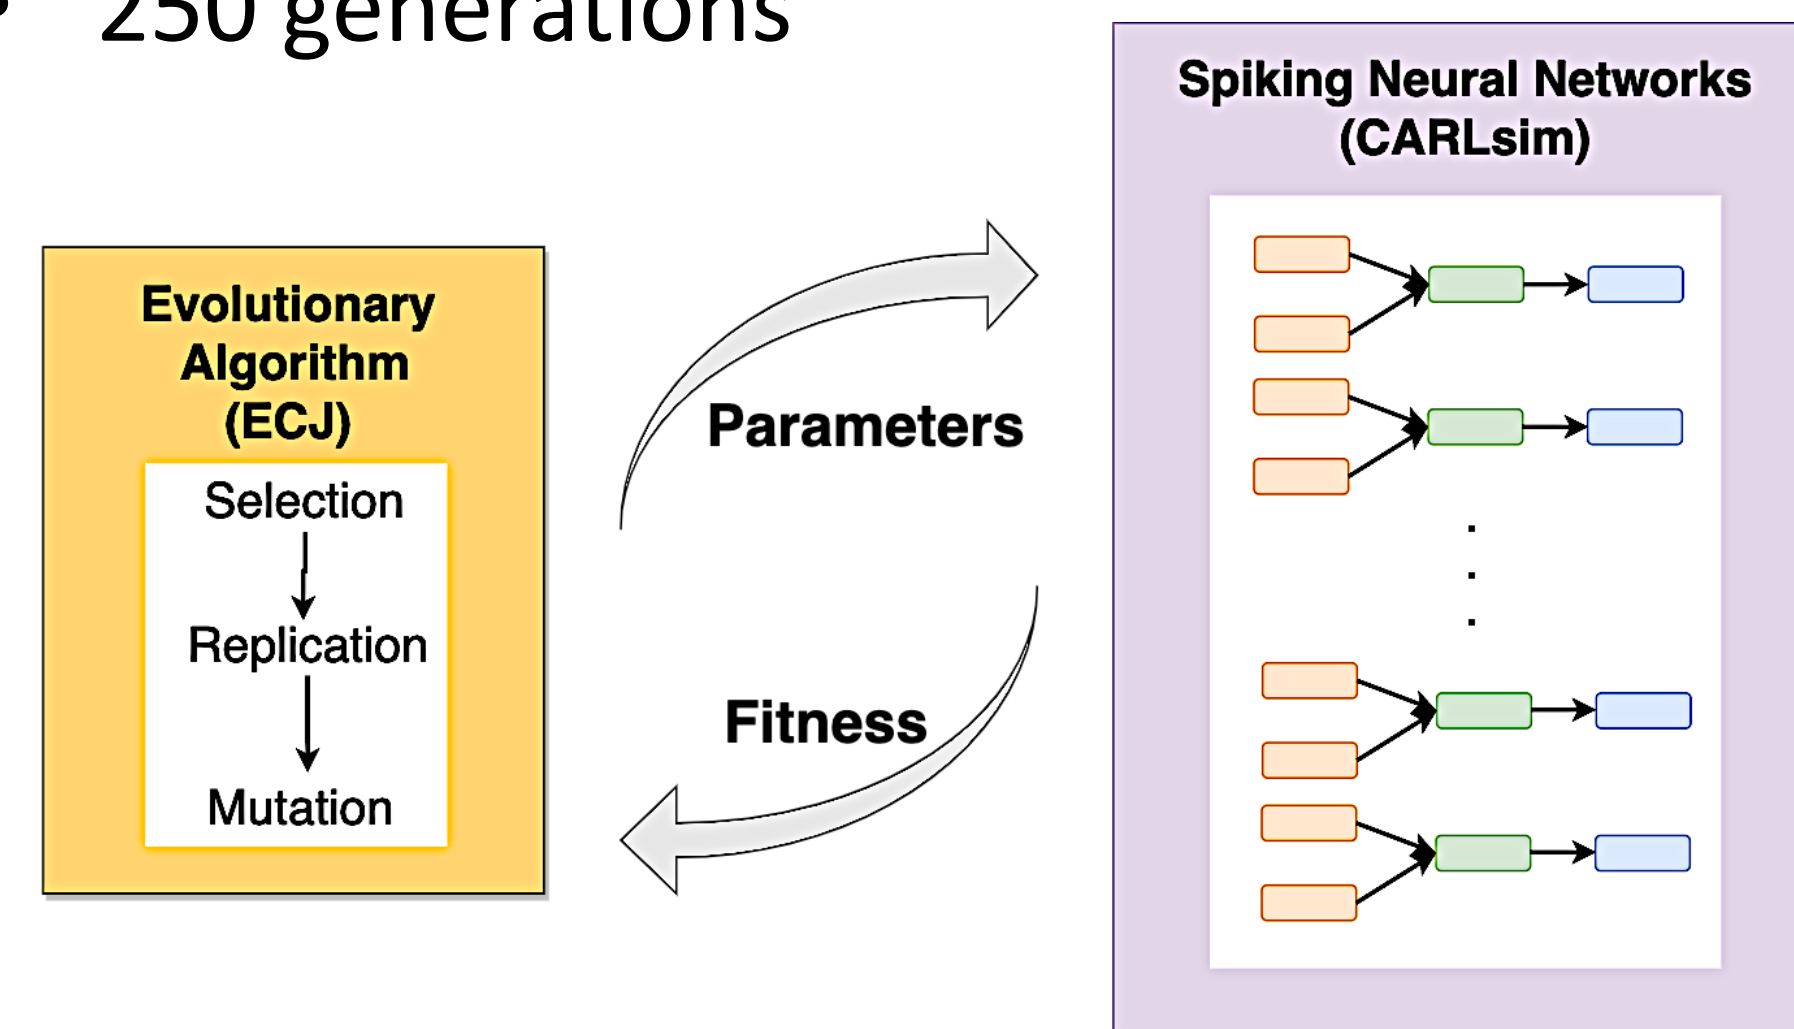 250 generations
Spiking Neural Networks
(CARLsim)
Evolutionary
Algorithm
(ECJ)
Selection
Replication
Mutation
Parameters
Fitness